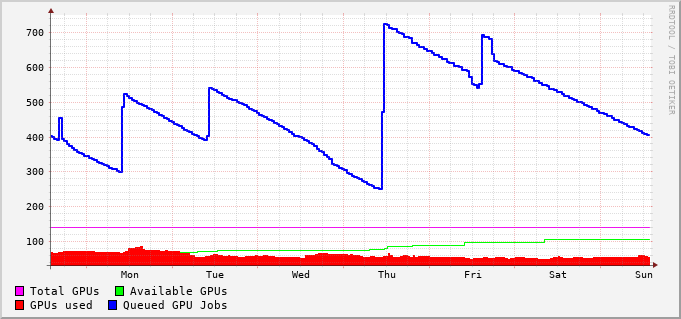 RRDTOOL / TOBI OETIKER
700
600
500
400
300
200
100
Mon Tue Wed Thu Fri Sat Sun
Total GPUs Available GPUs
GPUs used Queued GPU Jobs